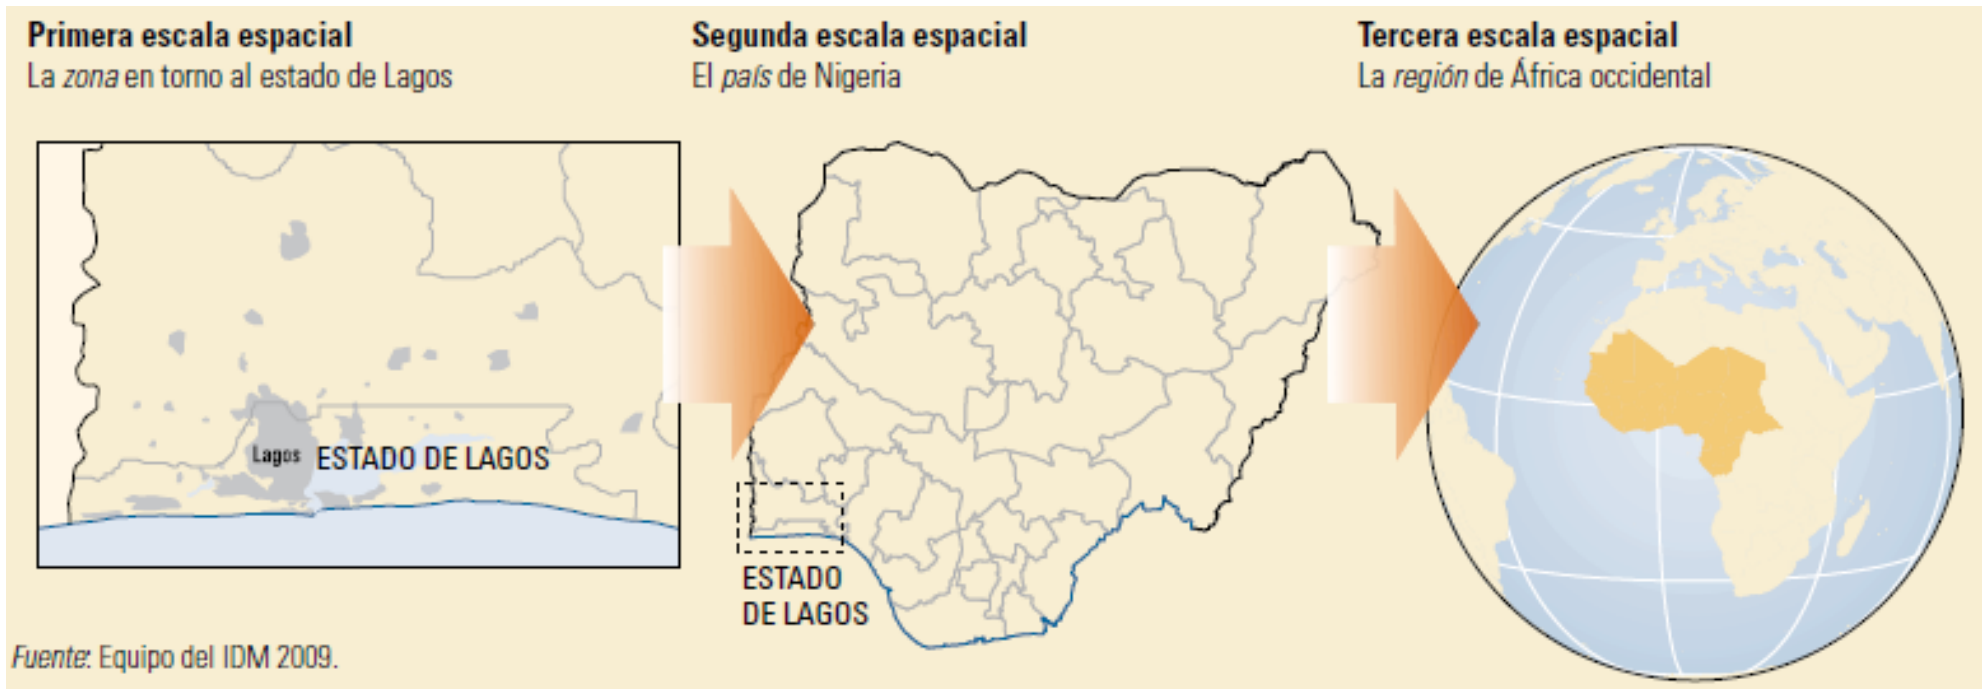 Primera escala espacial
La zona en torno al estado de Lagos
Segunda escala espacial
El país de Nigeria
Tercera escala espacial
La región de África occidental
Lagos
ESTADO DE LAGOS
ESTADO
DE LAGOS
Fuente: Equipo del IDM 2009.